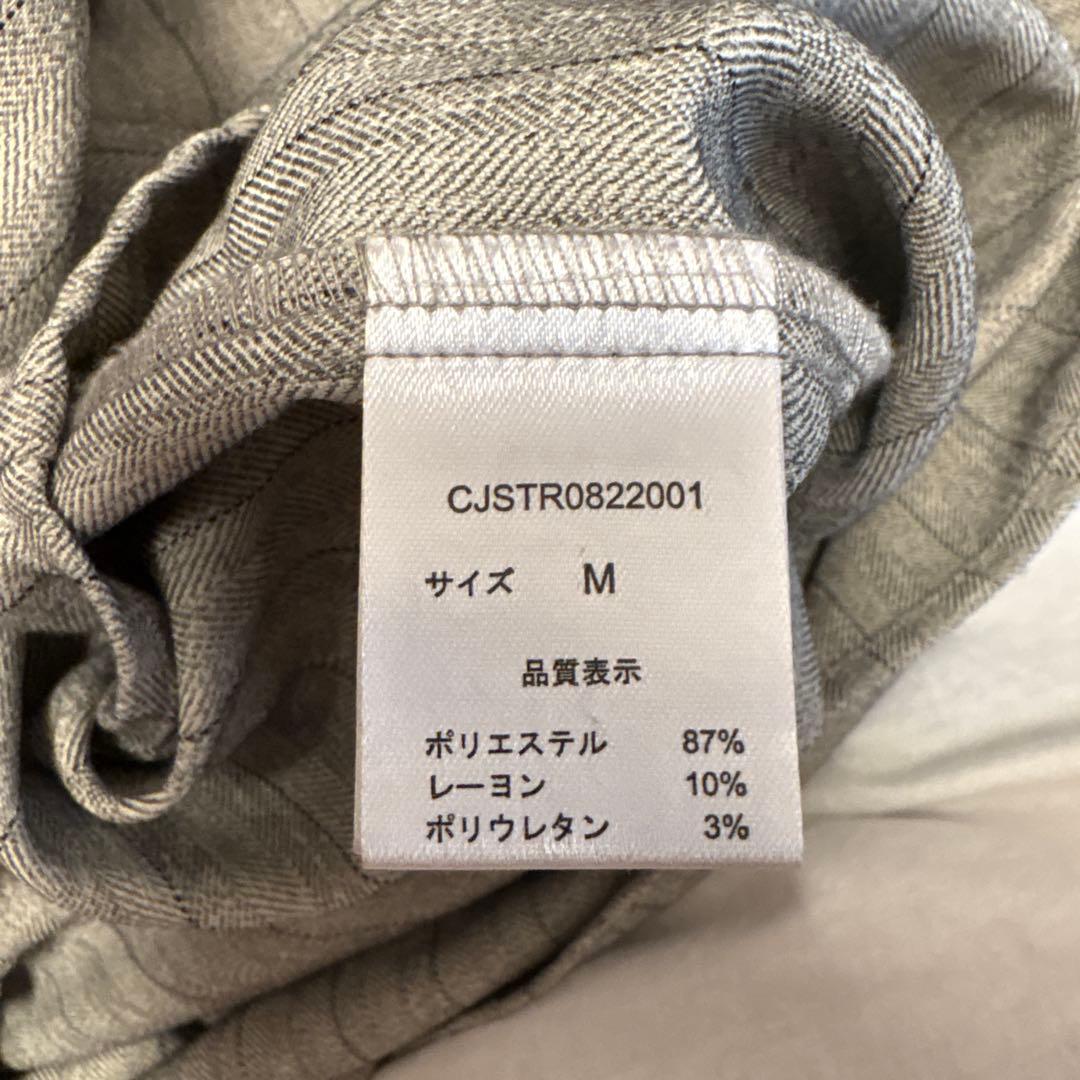 CJSTR0822001
サイズ M
品質表示
ポリエステル 87%
レーヨン 10%
ポリウレタン 3%